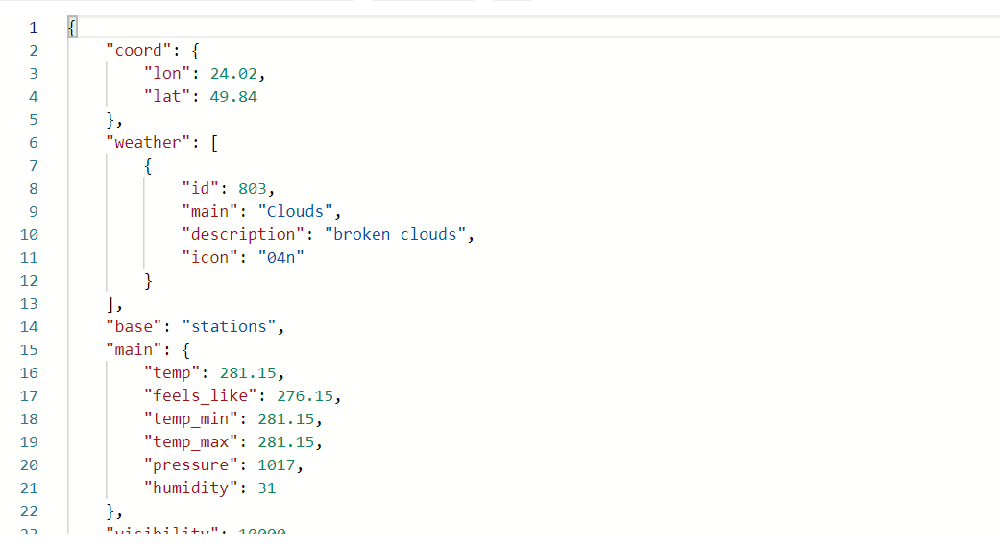 1 {
2     "coord": {
3         "lon": 24.02,
4         "lat": 49.84
5     },
6     "weather": [
7         {
8             "id": 803,
9             "main": "Clouds",
10             "description": "broken clouds",
11             "icon": "04n"
12         }
13     ],
14     "base": "stations",
15     "main": {
16         "temp": 281.15,
17         "feels_like": 276.15,
18         "temp_min": 281.15,
19         "temp_max": 281.15,
20         "pressure": 1017,
21         "humidity": 31
22     },
23     "visibility": 10000